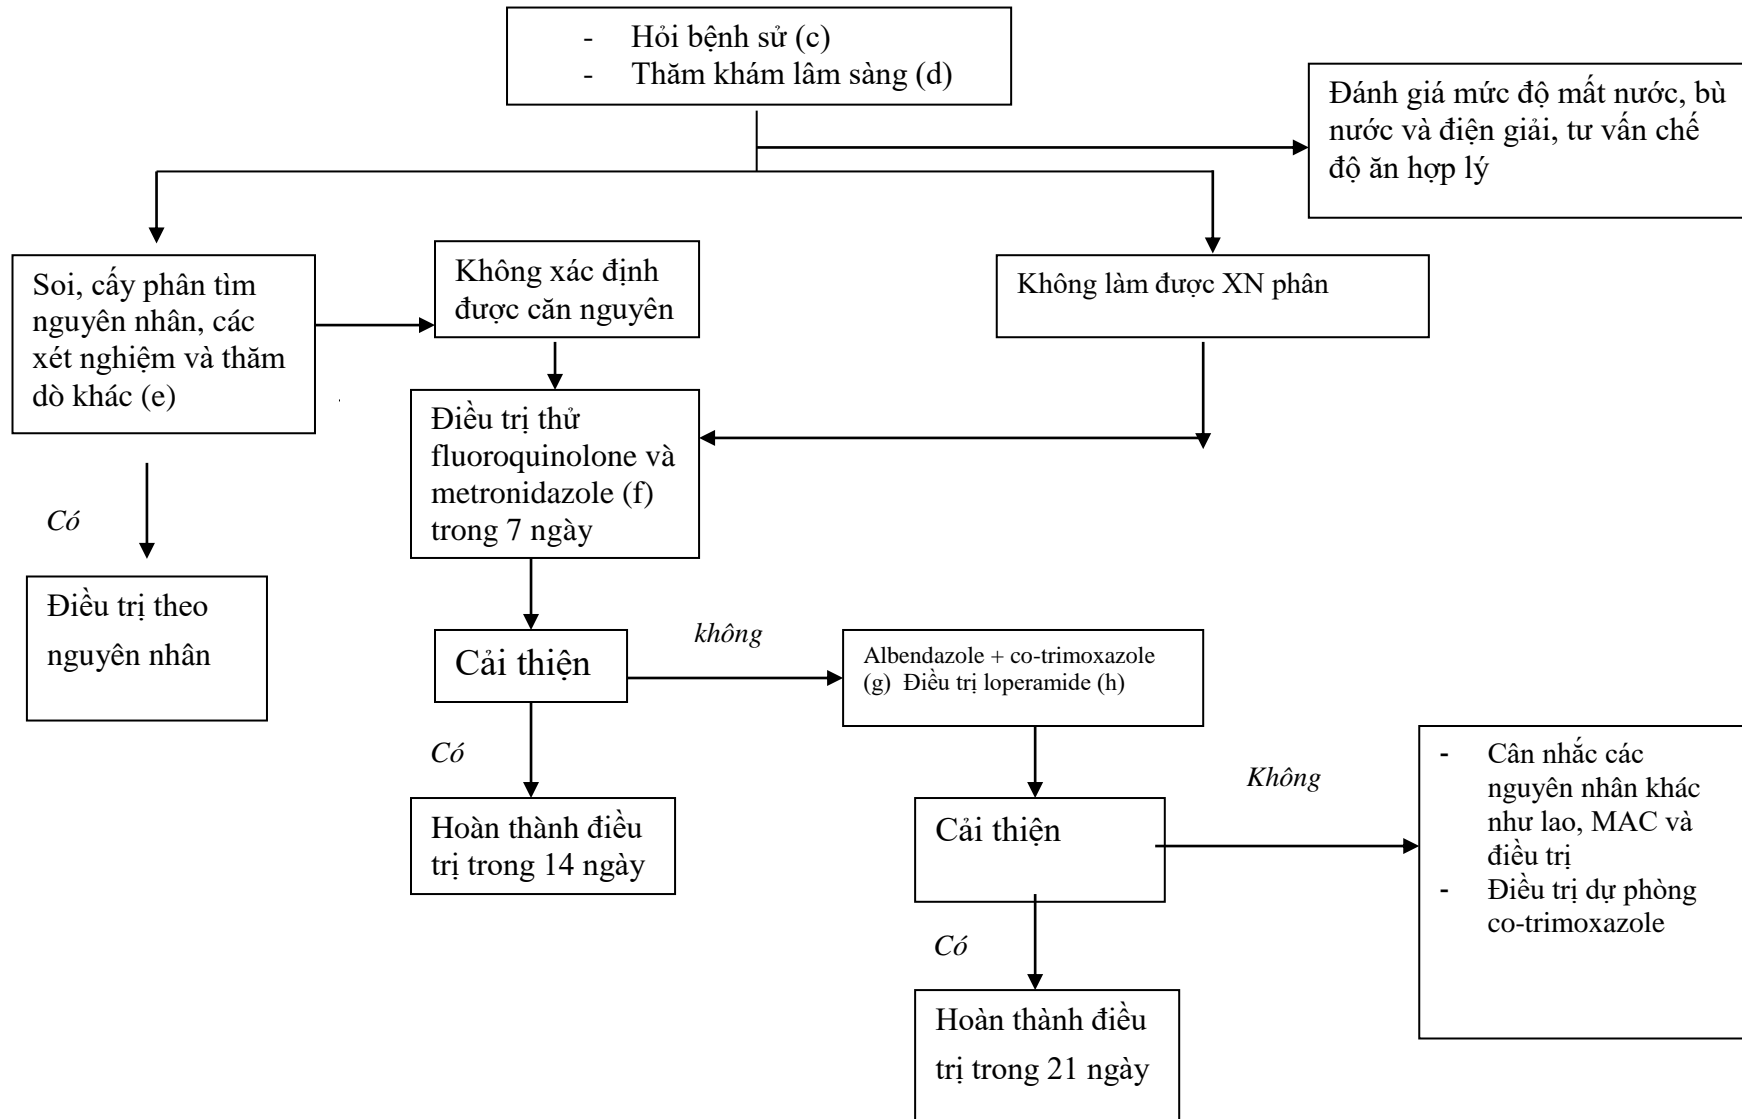 - Hỏi bệnh sử (c)
- Thăm khám lâm sàng (d)
Đánh giá mức độ mất nước, bù
nước và điện giải, tư vấn chế
độ ăn hợp lý
Soi, cấy phân tìm
nguyên nhân, các
xét nghiệm và thăm
dò khác (e)
Không xác định
được căn nguyên
Không làm được XN phân
Điều trị thử
fluoroquinolone và
metronidazole (f)
trong 7 ngày
Có
Điều trị theo
nguyên nhân
Cải thiện
không
Albendazole + co-trimoxazole
(g) Điều trị loperamide (h)
Có
Hoàn thành điều
trị trong 14 ngày
Cải thiện
Không
- Cân nhắc các
nguyên nhân khác
như lao, MAC và
điều trị
- Điều trị dự phòng
co-trimoxazole
Có
Hoàn thành điều
trị trong 21 ngày